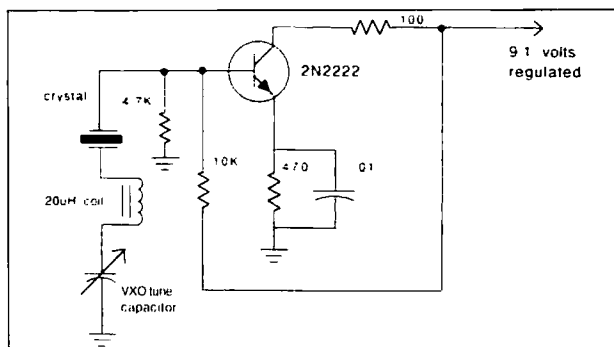 100
9.1 volts
regulated
2N2222
crystal
4.7K
10K
470
.01
20uH coil
VXO tune
capacitor